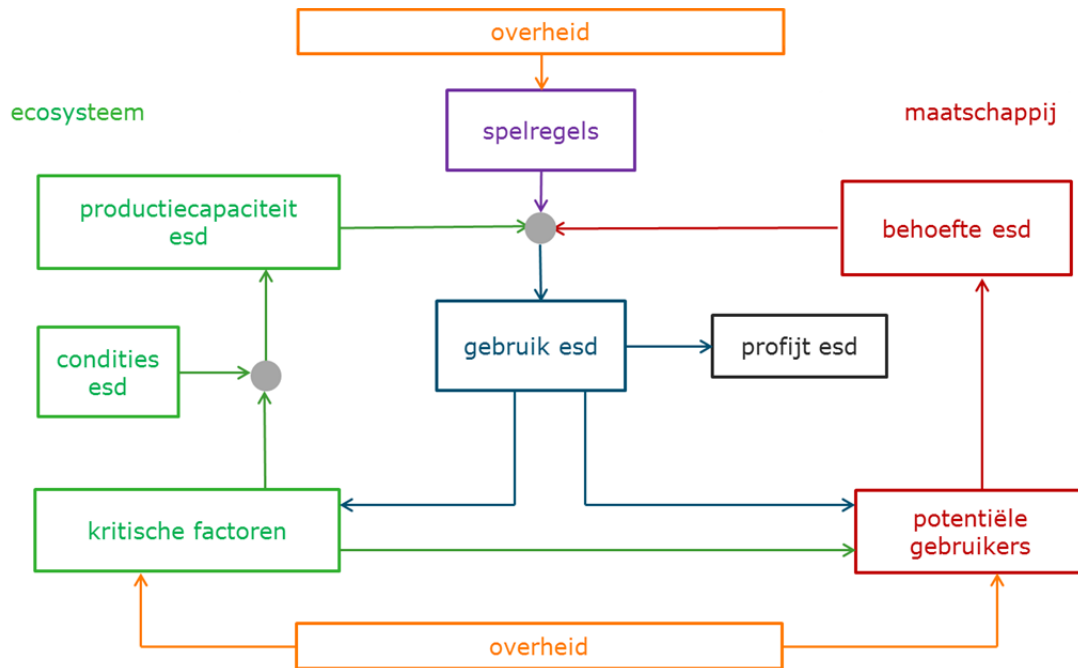 overheid
ecosysteem
maatschappij
spelregels
productiecapaciteit
esd
behoefte esd
gebruik esd
profijt esd
condities
esd
kritische factoren
potentiële
gebruikers
overheid